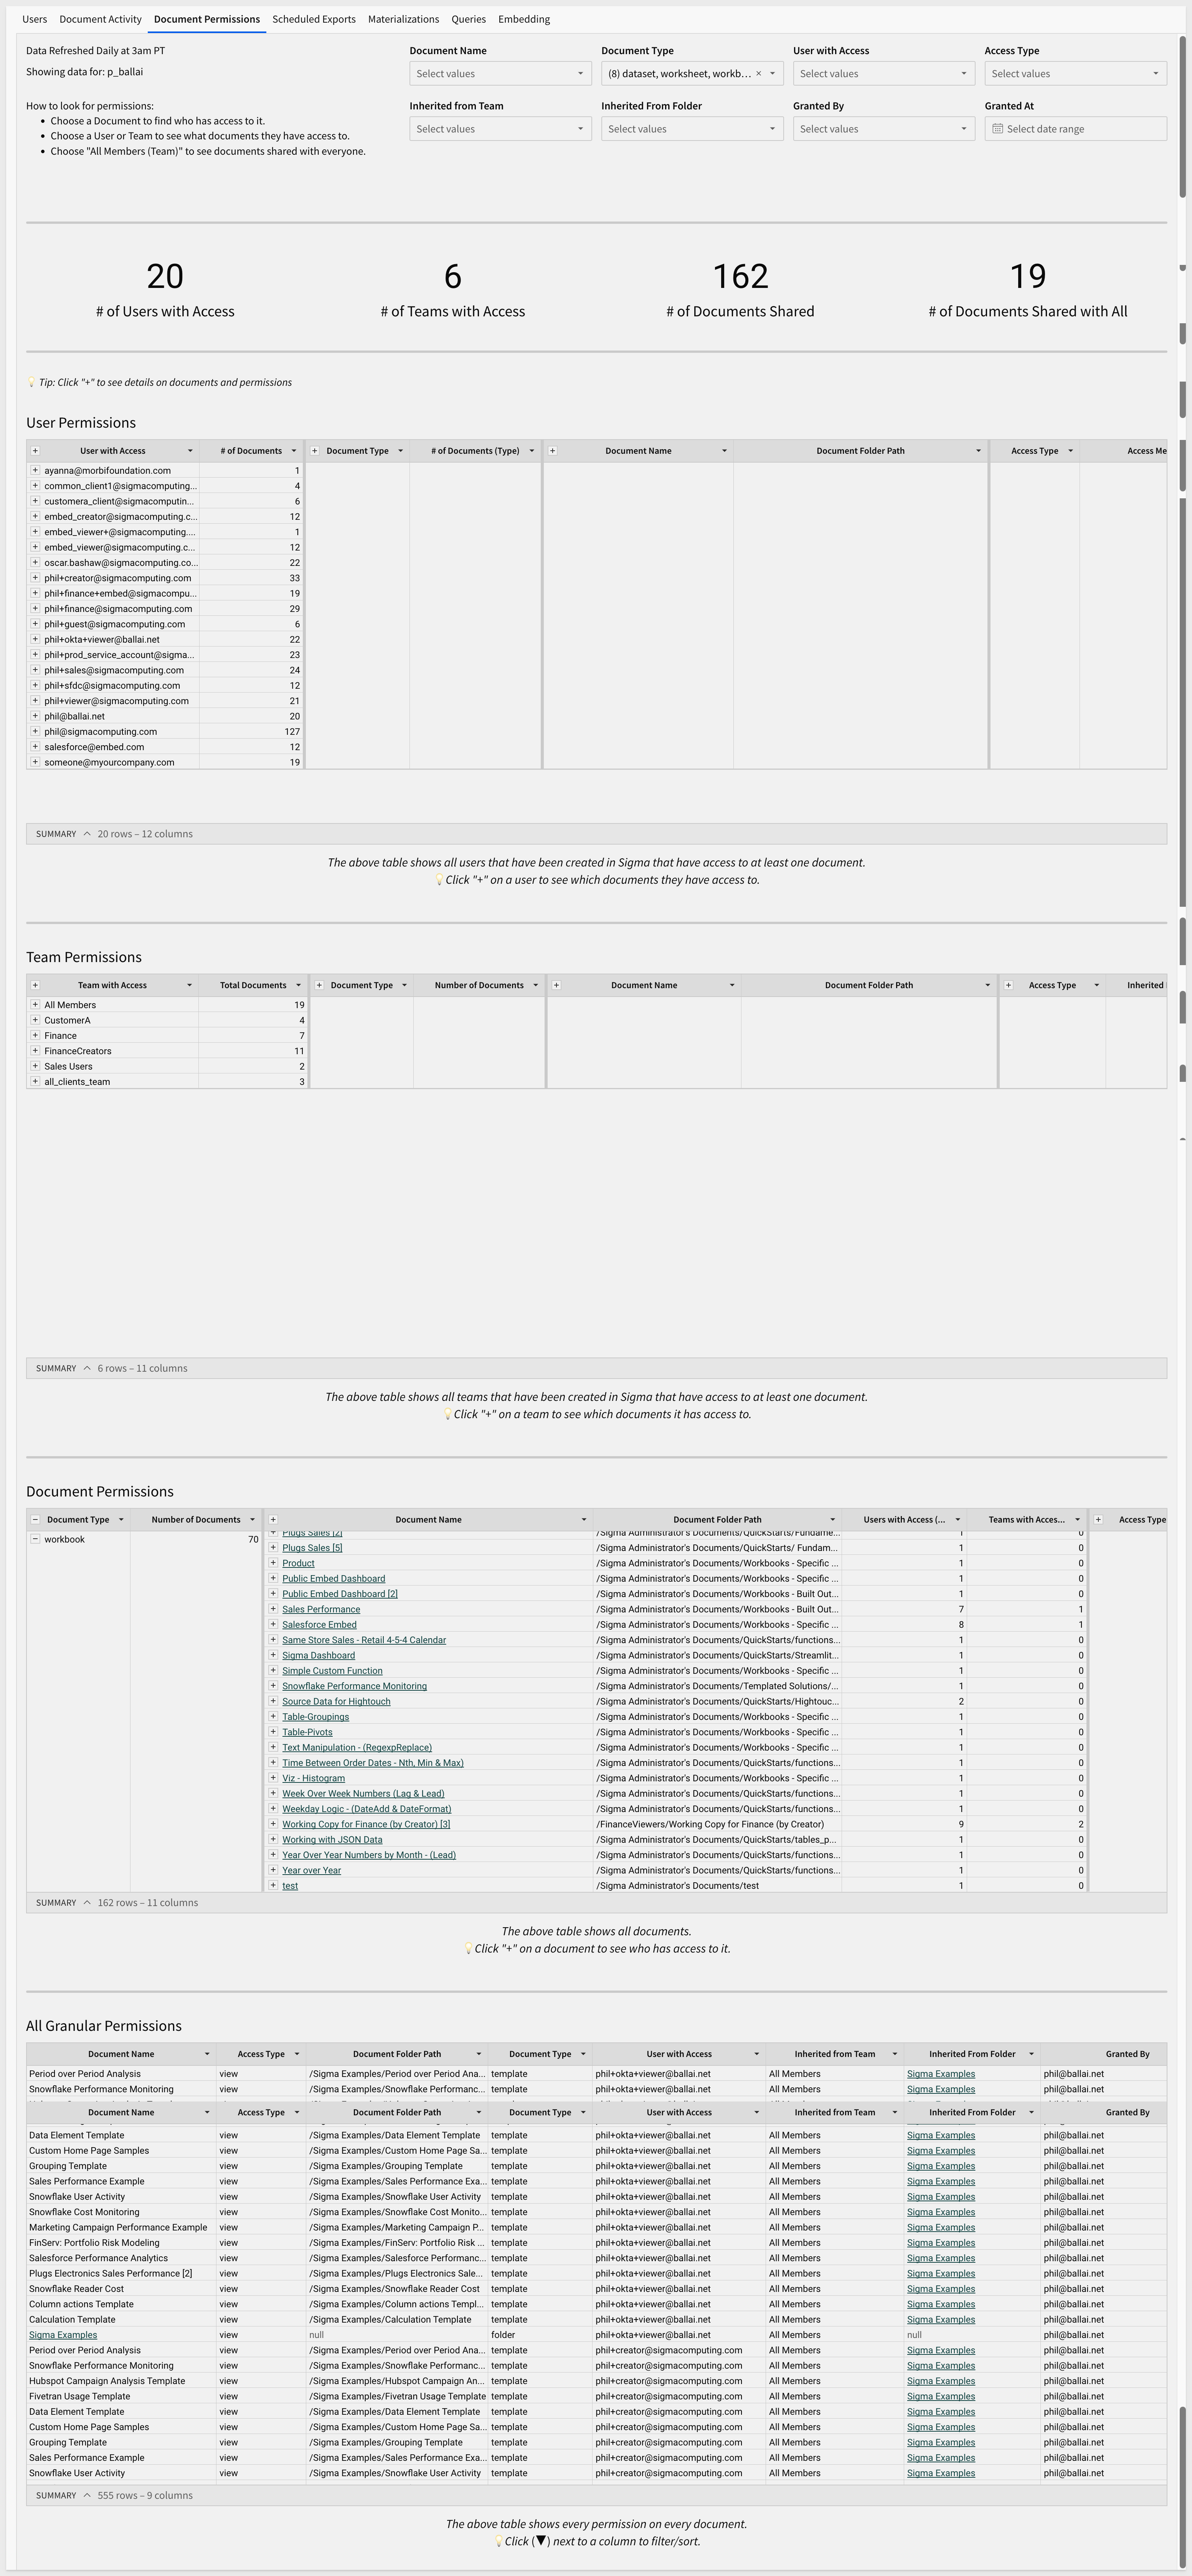 Users Document Activity Document Permissions Scheduled Exports Materializations Queries Embedding
Data Refreshed Daily at 3am PT
Showing data for: p_ballai
How to look for permissions:
• Choose a Document to find who has access to it.
• Choose a User or Team to see what documents they have access to.
• Choose "All Members (Team)" to see documents shared with everyone.
Document Name Document Type User with Access Access Type
Select values (8) dataset, worksheet, workb... × Select values Select values
Inherited from Team Inherited From Folder Granted By Granted At
Select values Select values Select values Select date range
20 6 162 19
# of Users with Access # of Teams with Access # of Documents Shared # of Documents Shared with All
Tip: Click "+" to see details on documents and permissions
User Permissions
User with Access # of Documents Document Type # of Documents (Type) Document Name Document Folder Path Access Type Access Me
ayanna@morbifoundation.com 1
common_client1@sigmacomputing... 4
customera_client@sigmacomputin... 6
embed_creator@sigmacomputing.c... 12
embed_viewer+@sigmacomputing.... 1
embed_viewer@sigmacomputing.c... 12
oscar.bashaw@sigmacomputing.co... 22
phil+creator@sigmacomputing.com 33
phil+finance+embed@sigmacompu... 19
phil+finance@sigmacomputing.com 29
phil+guest@sigmacomputing.com 6
phil+okta+viewer@ballai.net 22
phil+prod_service_account@sigma... 23
phil+sales@sigmacomputing.com 24
phil+sfdc@sigmacomputing.com 12
phil+viewer@sigmacomputing.com 21
phil@ballai.net 20
phil@sigmacomputing.com 127
salesforce@embed.com 12
someone@myourcompany.com 19
SUMMARY 20 rows – 12 columns
The above table shows all users that have been created in Sigma that have access to at least one document.
Click "+" on a user to see which documents they have access to.
Team Permissions
Team with Access Total Documents Document Type Number of Documents Document Name Document Folder Path Access Type Inherited
All Members 19
CustomerA 4
Finance 7
FinanceCreators 11
Sales Users 2
all_clients_team 3
SUMMARY 6 rows – 11 columns
The above table shows all teams that have been created in Sigma that have access to at least one document.
Click "+" on a team to see which documents it has access to.
Document Permissions
Document Type Number of Documents Document Name Document Folder Path Users with Access (... Teams with Acces... Access Type
workbook 70 Plugs Sales [2] /Sigma Administrator's Documents/QuickStarts/Fundame... 1 0
Plugs Sales [5] /Sigma Administrator's Documents/QuickStarts/ Fundam... 1 0
Product /Sigma Administrator's Documents/Workbooks - Specific ... 1 0
Public Embed Dashboard /Sigma Administrator's Documents/Workbooks - Specific ... 1 0
Public Embed Dashboard [2] /Sigma Administrator's Documents/Workbooks - Built Out... 1 0
Sales Performance /Sigma Administrator's Documents/Workbooks - Built Out... 7 1
Salesforce Embed /Sigma Administrator's Documents/Workbooks - Specific ... 8 1
Same Store Sales - Retail 4-5-4 Calendar /Sigma Administrator's Documents/QuickStarts/functions... 1 0
Sigma Dashboard /Sigma Administrator's Documents/QuickStarts/Streamlit... 1 0
Simple Custom Function /Sigma Administrator's Documents/Workbooks - Specific ... 1 0
Snowflake Performance Monitoring /Sigma Administrator's Documents/Templated Solutions/... 1 0
Source Data for Hightouch /Sigma Administrator's Documents/QuickStarts/Hightouc... 2 0
Table-Groupings /Sigma Administrator's Documents/Workbooks - Specific ... 1 0
Table-Pivots /Sigma Administrator's Documents/Workbooks - Specific ... 1 0
Text Manipulation - (RegexpReplace) /Sigma Administrator's Documents/Workbooks - Specific ... 1 0
Time Between Order Dates - Nth, Min & Max) /Sigma Administrator's Documents/QuickStarts/functions... 1 0
Viz - Histogram /Sigma Administrator's Documents/Workbooks - Specific ... 1 0
Week Over Week Numbers (Lag & Lead) /Sigma Administrator's Documents/QuickStarts/functions... 1 0
Weekday Logic - (DateAdd & DateFormat) /Sigma Administrator's Documents/QuickStarts/functions... 1 0
Working Copy for Finance (by Creator) [3] /FinanceViewers/Working Copy for Finance (by Creator) 9 2
Working with JSON Data /Sigma Administrator's Documents/QuickStarts/tables_p... 1 0
Year Over Year Numbers by Month - (Lead) /Sigma Administrator's Documents/QuickStarts/functions... 1 0
Year over Year /Sigma Administrator's Documents/QuickStarts/functions... 1 0
test /Sigma Administrator's Documents/test 1 0
SUMMARY 162 rows – 11 columns
The above table shows all documents.
Click "+" on a document to see who has access to it.
All Granular Permissions
Document Name Access Type Document Folder Path Document Type User with Access Inherited from Team Inherited From Folder Granted By
Period over Period Analysis view /Sigma Examples/Period over Period Ana... template phil+okta+viewer@ballai.net All Members Sigma Examples phil@ballai.net
Snowflake Performance Monitoring view /Sigma Examples/Snowflake Performanc... template phil+okta+viewer@ballai.net All Members Sigma Examples phil@ballai.net
Document Name Access Type Document Folder Path Document Type User with Access Inherited from Team Inherited From Folder Granted By
Data Element Template view /Sigma Examples/Data Element Template template phil+okta+viewer@ballai.net All Members Sigma Examples phil@ballai.net
Custom Home Page Samples view /Sigma Examples/Custom Home Page Sa... template phil+okta+viewer@ballai.net All Members Sigma Examples phil@ballai.net
Grouping Template view /Sigma Examples/Grouping Template template phil+okta+viewer@ballai.net All Members Sigma Examples phil@ballai.net
Sales Performance Example view /Sigma Examples/Sales Performance Exa... template phil+okta+viewer@ballai.net All Members Sigma Examples phil@ballai.net
Snowflake User Activity view /Sigma Examples/Snowflake User Activity template phil+okta+viewer@ballai.net All Members Sigma Examples phil@ballai.net
Snowflake Cost Monitoring view /Sigma Examples/Snowflake Cost Monito... template phil+okta+viewer@ballai.net All Members Sigma Examples phil@ballai.net
Marketing Campaign Performance Example view /Sigma Examples/Marketing Campaign P... template phil+okta+viewer@ballai.net All Members Sigma Examples phil@ballai.net
FinServ: Portfolio Risk Modeling view /Sigma Examples/FinServ: Portfolio Risk ... template phil+okta+viewer@ballai.net All Members Sigma Examples phil@ballai.net
Salesforce Performance Analytics view /Sigma Examples/Salesforce Performanc... template phil+okta+viewer@ballai.net All Members Sigma Examples phil@ballai.net
Plugs Electronics Sales Performance [2] view /Sigma Examples/Plugs Electronics Sale... template phil+okta+viewer@ballai.net All Members Sigma Examples phil@ballai.net
Snowflake Reader Cost view /Sigma Examples/Snowflake Reader Cost template phil+okta+viewer@ballai.net All Members Sigma Examples phil@ballai.net
Column actions Template view /Sigma Examples/Column actions Templ... template phil+okta+viewer@ballai.net All Members Sigma Examples phil@ballai.net
Calculation Template view /Sigma Examples/Calculation Template template phil+okta+viewer@ballai.net All Members Sigma Examples phil@ballai.net
Sigma Examples view null folder phil+okta+viewer@ballai.net All Members null phil@ballai.net
Period over Period Analysis view /Sigma Examples/Period over Period Ana... template phil+creator@sigmacomputing.com All Members Sigma Examples phil@ballai.net
Snowflake Performance Monitoring view /Sigma Examples/Snowflake Performanc... template phil+creator@sigmacomputing.com All Members Sigma Examples phil@ballai.net
Hubspot Campaign Analysis Template view /Sigma Examples/Hubspot Campaign An... template phil+creator@sigmacomputing.com All Members Sigma Examples phil@ballai.net
Fivetran Usage Template view /Sigma Examples/Fivetran Usage Template template phil+creator@sigmacomputing.com All Members Sigma Examples phil@ballai.net
Data Element Template view /Sigma Examples/Data Element Template template phil+creator@sigmacomputing.com All Members Sigma Examples phil@ballai.net
Custom Home Page Samples view /Sigma Examples/Custom Home Page Sa... template phil+creator@sigmacomputing.com All Members Sigma Examples phil@ballai.net
Grouping Template view /Sigma Examples/Grouping Template template phil+creator@sigmacomputing.com All Members Sigma Examples phil@ballai.net
Sales Performance Example view /Sigma Examples/Sales Performance Exa... template phil+creator@sigmacomputing.com All Members Sigma Examples phil@ballai.net
Snowflake User Activity view /Sigma Examples/Snowflake User Activity template phil+creator@sigmacomputing.com All Members Sigma Examples phil@ballai.net
SUMMARY 555 rows – 9 columns
The above table shows every permission on every document.
Click (▼) next to a column to filter/sort.